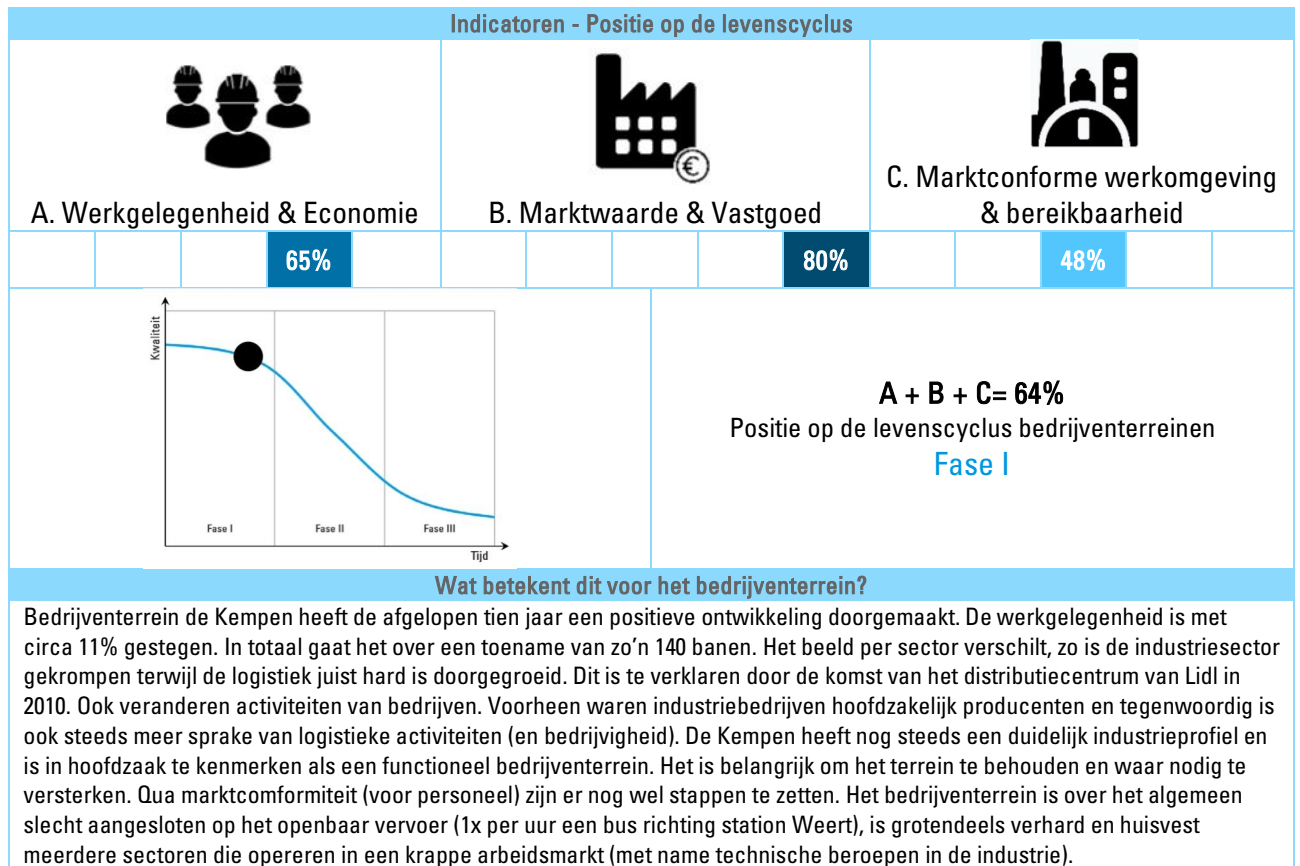 Indicatoren - Positie op de levenscyclus
€
A. Werkgelegenheid & Economie
B. Marktwaarde & Vastgoed
C. Marktconforme werkomgeving
& bereikbaarheid
65%
80%
48%
Kwaliteit
Fase I
Fase II
Fase III
Tijd
A + B + C= 64%
Positie op de levenscyclus bedrijventerreinen
Fase I
Wat betekent dit voor het bedrijventerrein?
Bedrijventerrein de Kempen heeft de afgelopen tien jaar een positieve ontwikkeling doorgemaakt. De werkgelegenheid is met
circa 11% gestegen. In totaal gaat het over een toename van zo'n 140 banen. Het beeld per sector verschilt, zo is de industriesector
gekrompen terwijl de logistiek juist hard is doorgegroeid. Dit is te verklaren door de komst van het distributiecentrum van Lidl in
2010. Ook veranderen activiteiten van bedrijven. Voorheen waren industriebedrijven hoofdzakelijk producenten en tegenwoordig is
ook steeds meer sprake van logistieke activiteiten (en bedrijvigheid). De Kempen heeft nog steeds een duidelijk industrieprofiel en
is in hoofdzaak te kenmerken als een functioneel bedrijventerrein. Het is belangrijk om het terrein te behouden en waar nodig te
versterken. Qua marktcomformiteit (voor personeel) zijn er nog wel stappen te zetten. Het bedrijventerrein is over het algemeen
slecht aangesloten op het openbaar vervoer (1x per uur een bus richting station Weert), is grotendeels verhard en huisvest
meerdere sectoren die opereren in een krappe arbeidsmarkt (met name technische beroepen in de industrie).